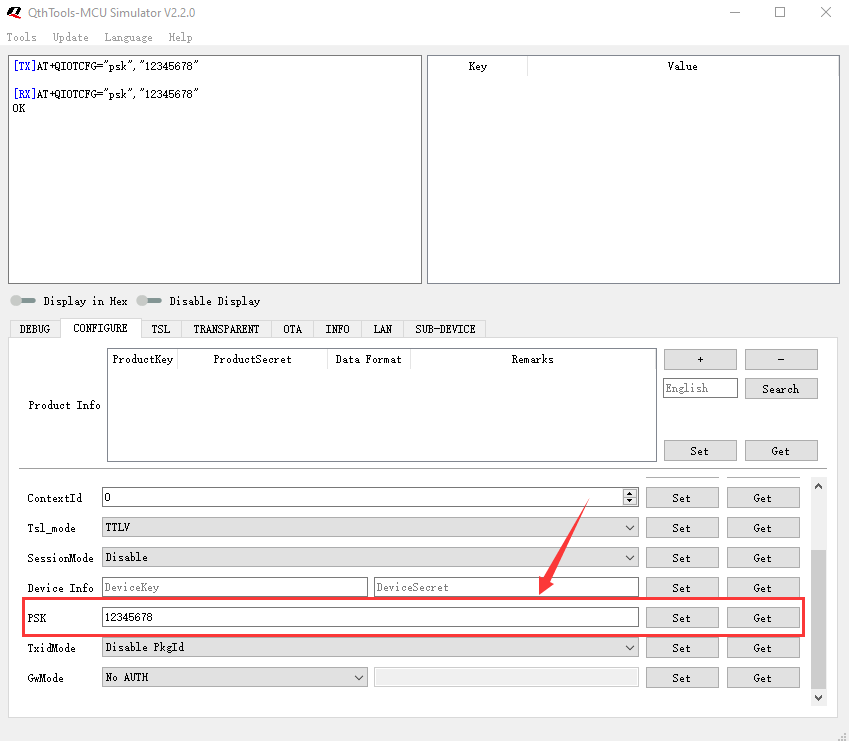 QthTools-MCU Simulator V2.2.0
Tools Update Language Help
[TX]AT+QIOTCFG="psk","12345678"
[RX]AT+QIOTCFG="psk","12345678"
OK
Key Value
Display in Hex Disable Display
DEBUG CONFIGURE TSL TRANSPARENT OTA INFO LAN SUB-DEVICE
ProductKey ProductSecret Data Format Remarks
+ -
English Search
Product Info
Set Get
ContextId 0 Set Get
Tsl_mode TTLV Set Get
SessionMode Disable Set Get
Device Info DeviceKey DeviceSecret Set Get
PSK 12345678 Set Get
TxidMode Disable PkgId Set Get
GwMode No AUTH Set Get